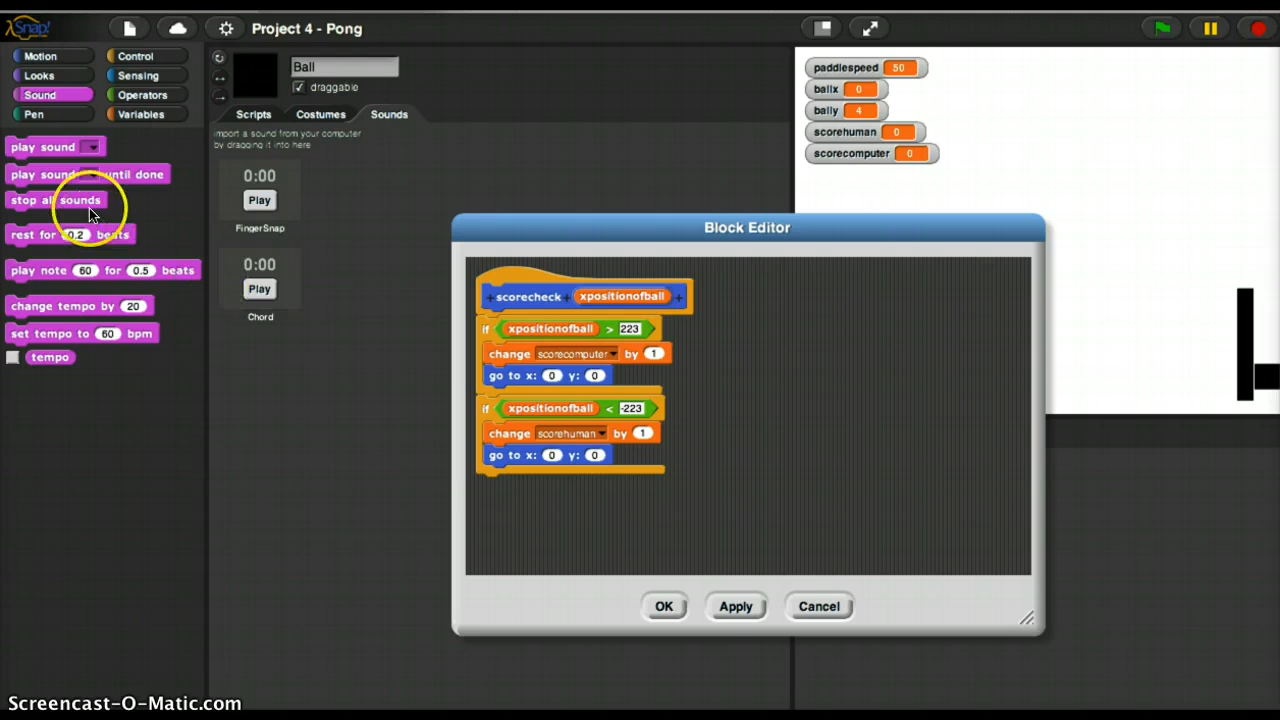 Snap!
Project 4 - Pong
Motion
Control
Looks
Sensing
Sound
Operators
Pen
Variables
play sound
play sound until done
stop all sounds
rest for 0.2 beats
play note 60 for 0.5 beats
change tempo by 20
set tempo to 60 bpm
tempo
Ball
draggable
Scripts
Costumes
Sounds
import a sound from your computer
by dragging it into here
0:00
Play
FingerSnap
0:00
Play
Chord
paddlespeed 50
ballx 0
bally 4
scorehuman 0
scorecomputer 0
Block Editor
+ scorecheck + xpositionofball +
if xpositionofball > 223
change scorecomputer by 1
go to x: 0 y: 0
if xpositionofball < -223
change scorehuman by 1
go to x: 0 y: 0
OK
Apply
Cancel
Screencast-O-Matic.com